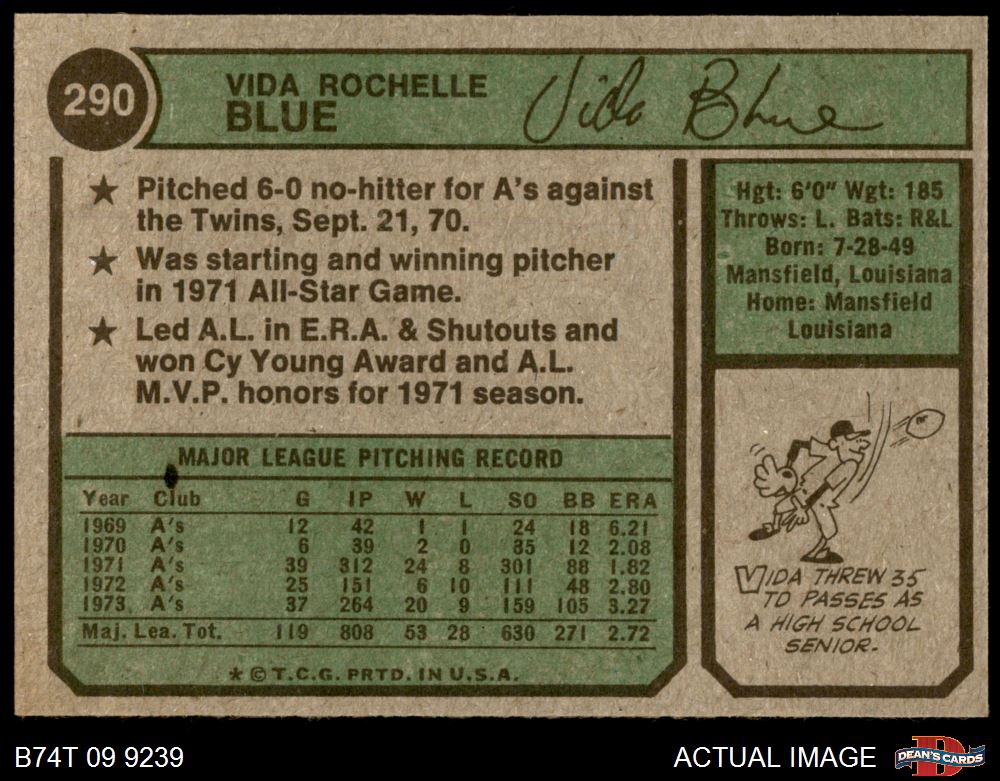 290
VIDA ROCHELLE
BLUE
Vida Blue
★ Pitched 6-0 no-hitter for A's against
the Twins, Sept. 21, 70.
★ Was starting and winning pitcher
in 1971 All-Star Game.
★ Led A.L. in E.R.A. & Shutouts and
won Cy Young Award and A.L.
M.V.P. honors for 1971 season.
Hgt: 6'0" Wgt: 185
Throws: L. Bats: R&L
Born: 7-28-49
Mansfield, Louisiana
Home: Mansfield
Louisiana
MAJOR LEAGUE PITCHING RECORD
Year Club G IP W L SO BB ERA
1969 A's 12 42 1 1 24 18 6.21
1970 A's 6 39 2 0 35 12 2.08
1971 A's 39 312 24 8 301 88 1.82
1972 A's 25 151 6 10 111 48 2.80
1973 A's 37 264 20 9 159 105 3.27
Maj. Lea. Tot. 119 808 53 28 630 271 2.72
* © T.C.G. PRTD. IN U.S.A.
VIDA THREW 35
TD PASSES AS
A HIGH SCHOOL
SENIOR.
B74T 09 9239
ACTUAL IMAGE
D
DEAN'S CARDS